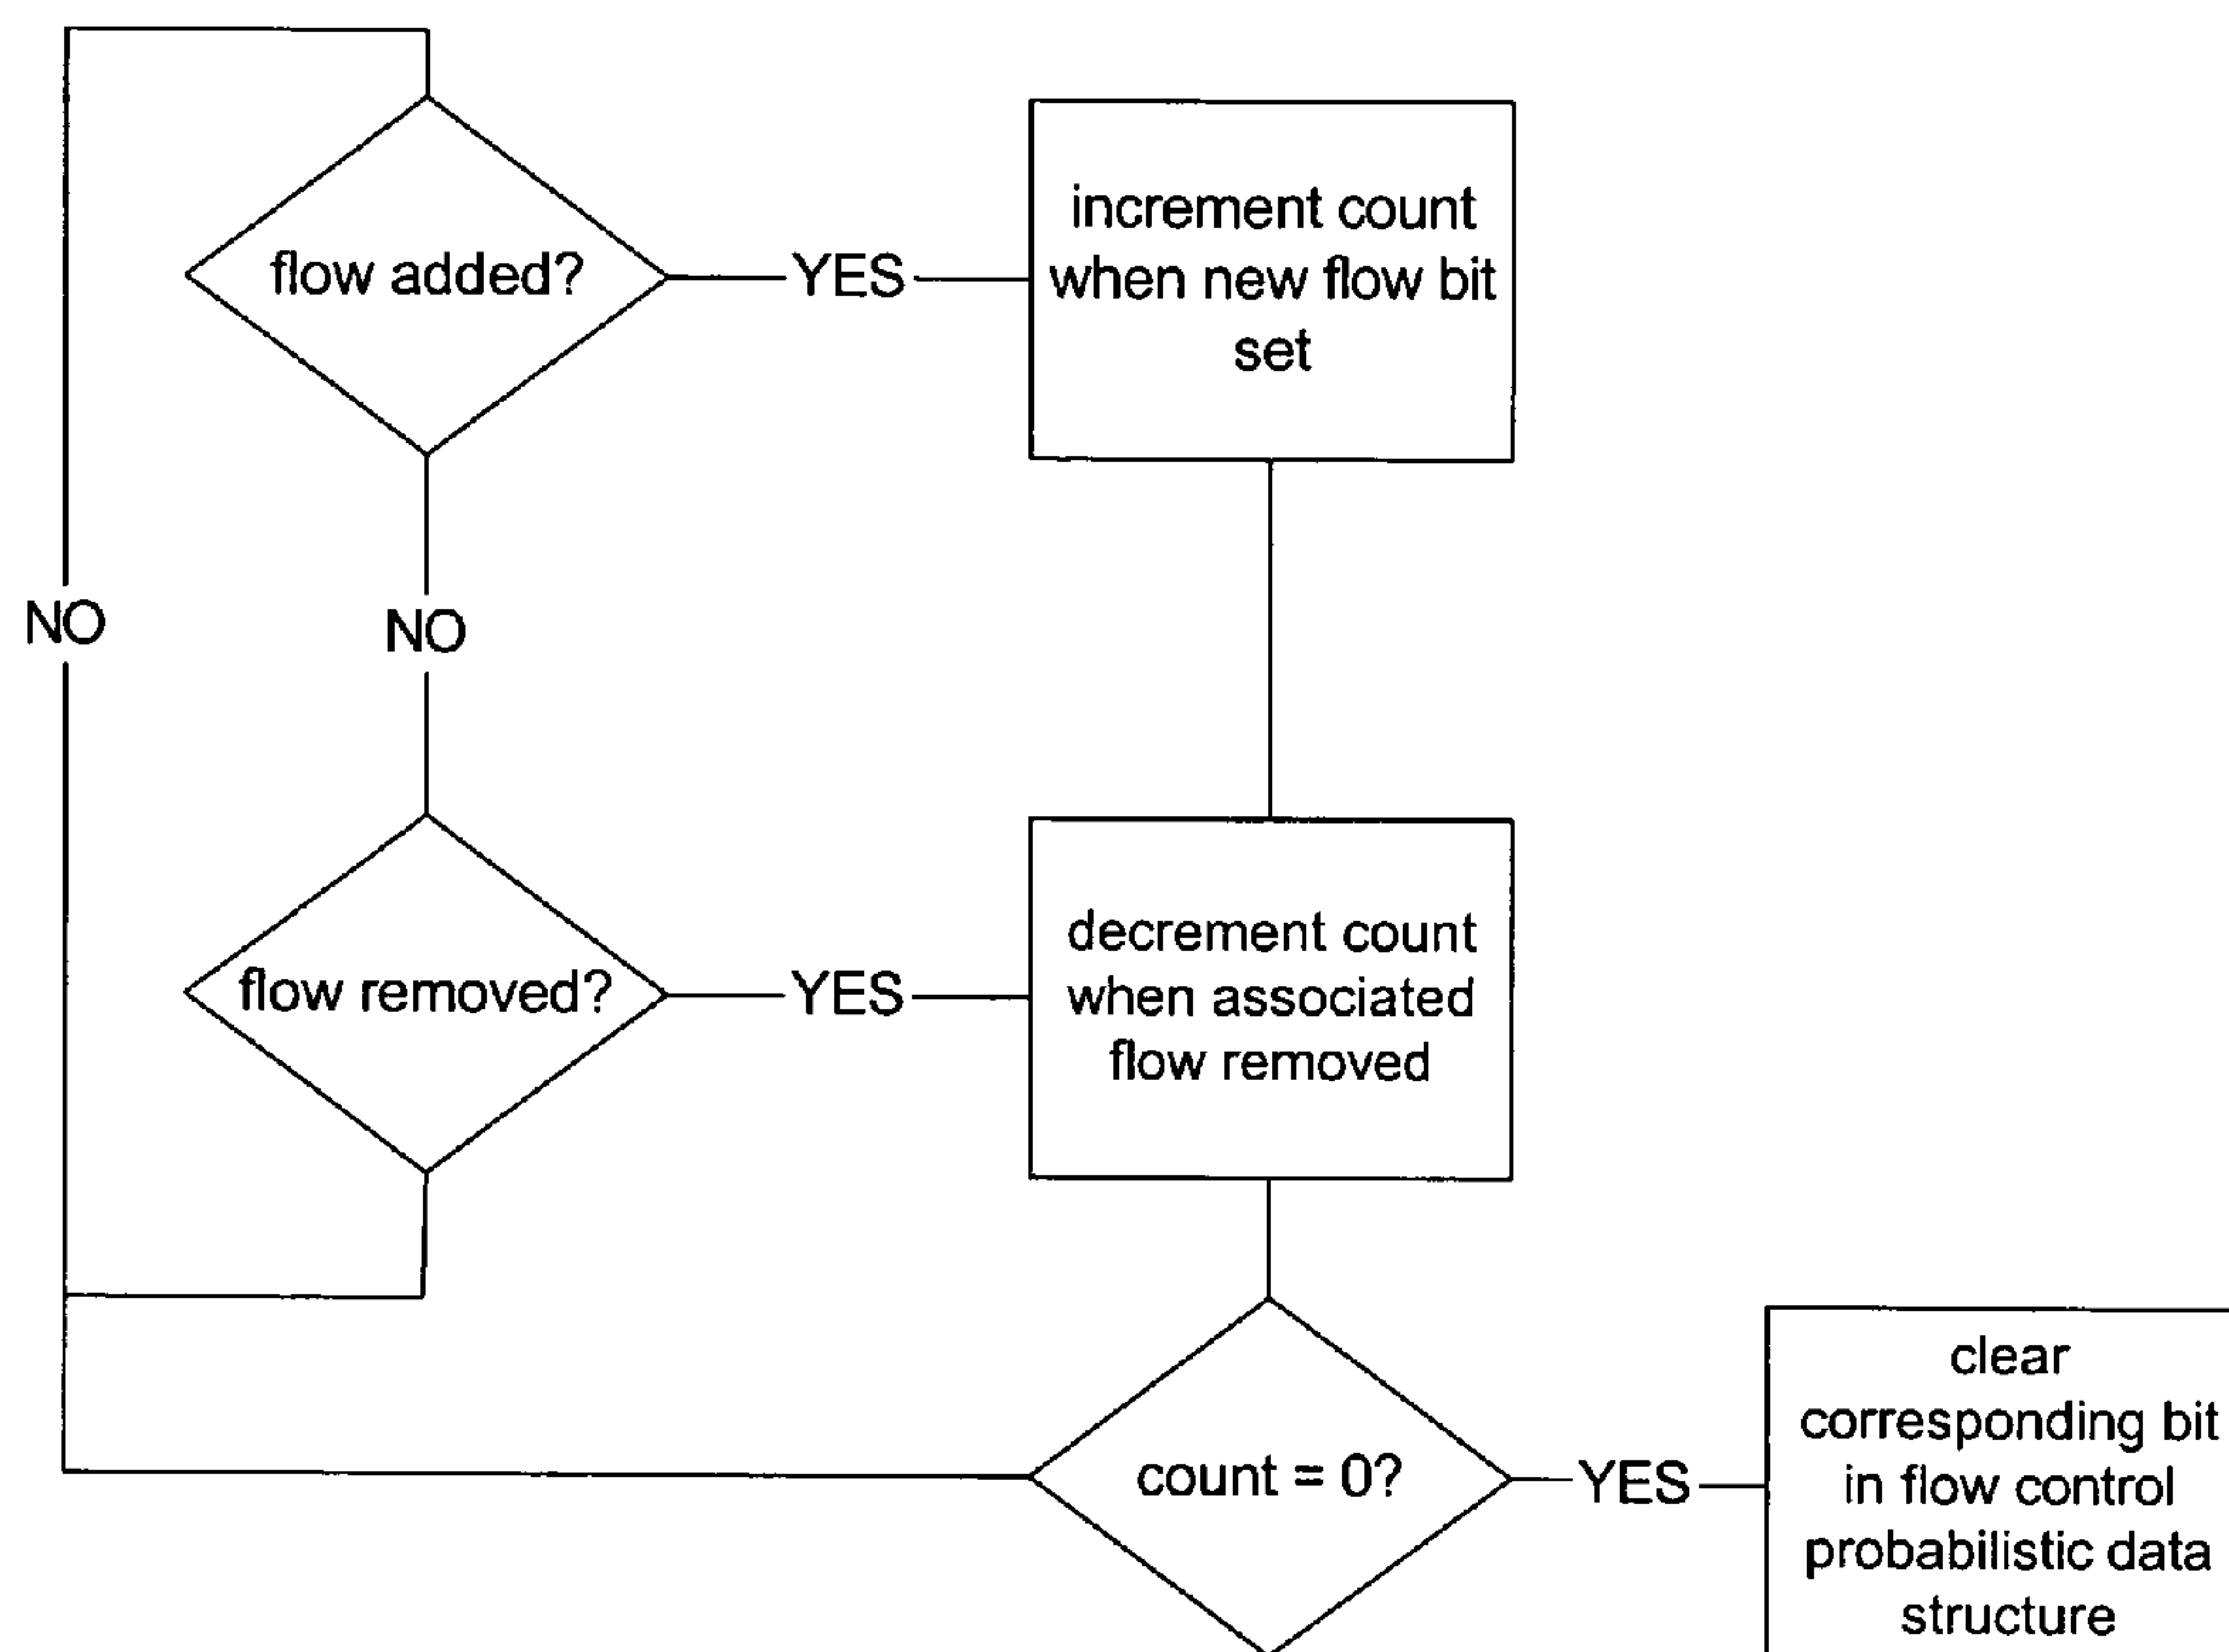 flow added?
YES
increment count
when new flow bit
set
NO
NO
flow removed?
YES
decrement count
when associated
flow removed
count = 0?
YES
clear
corresponding bit
in flow control
probabilistic data
structure